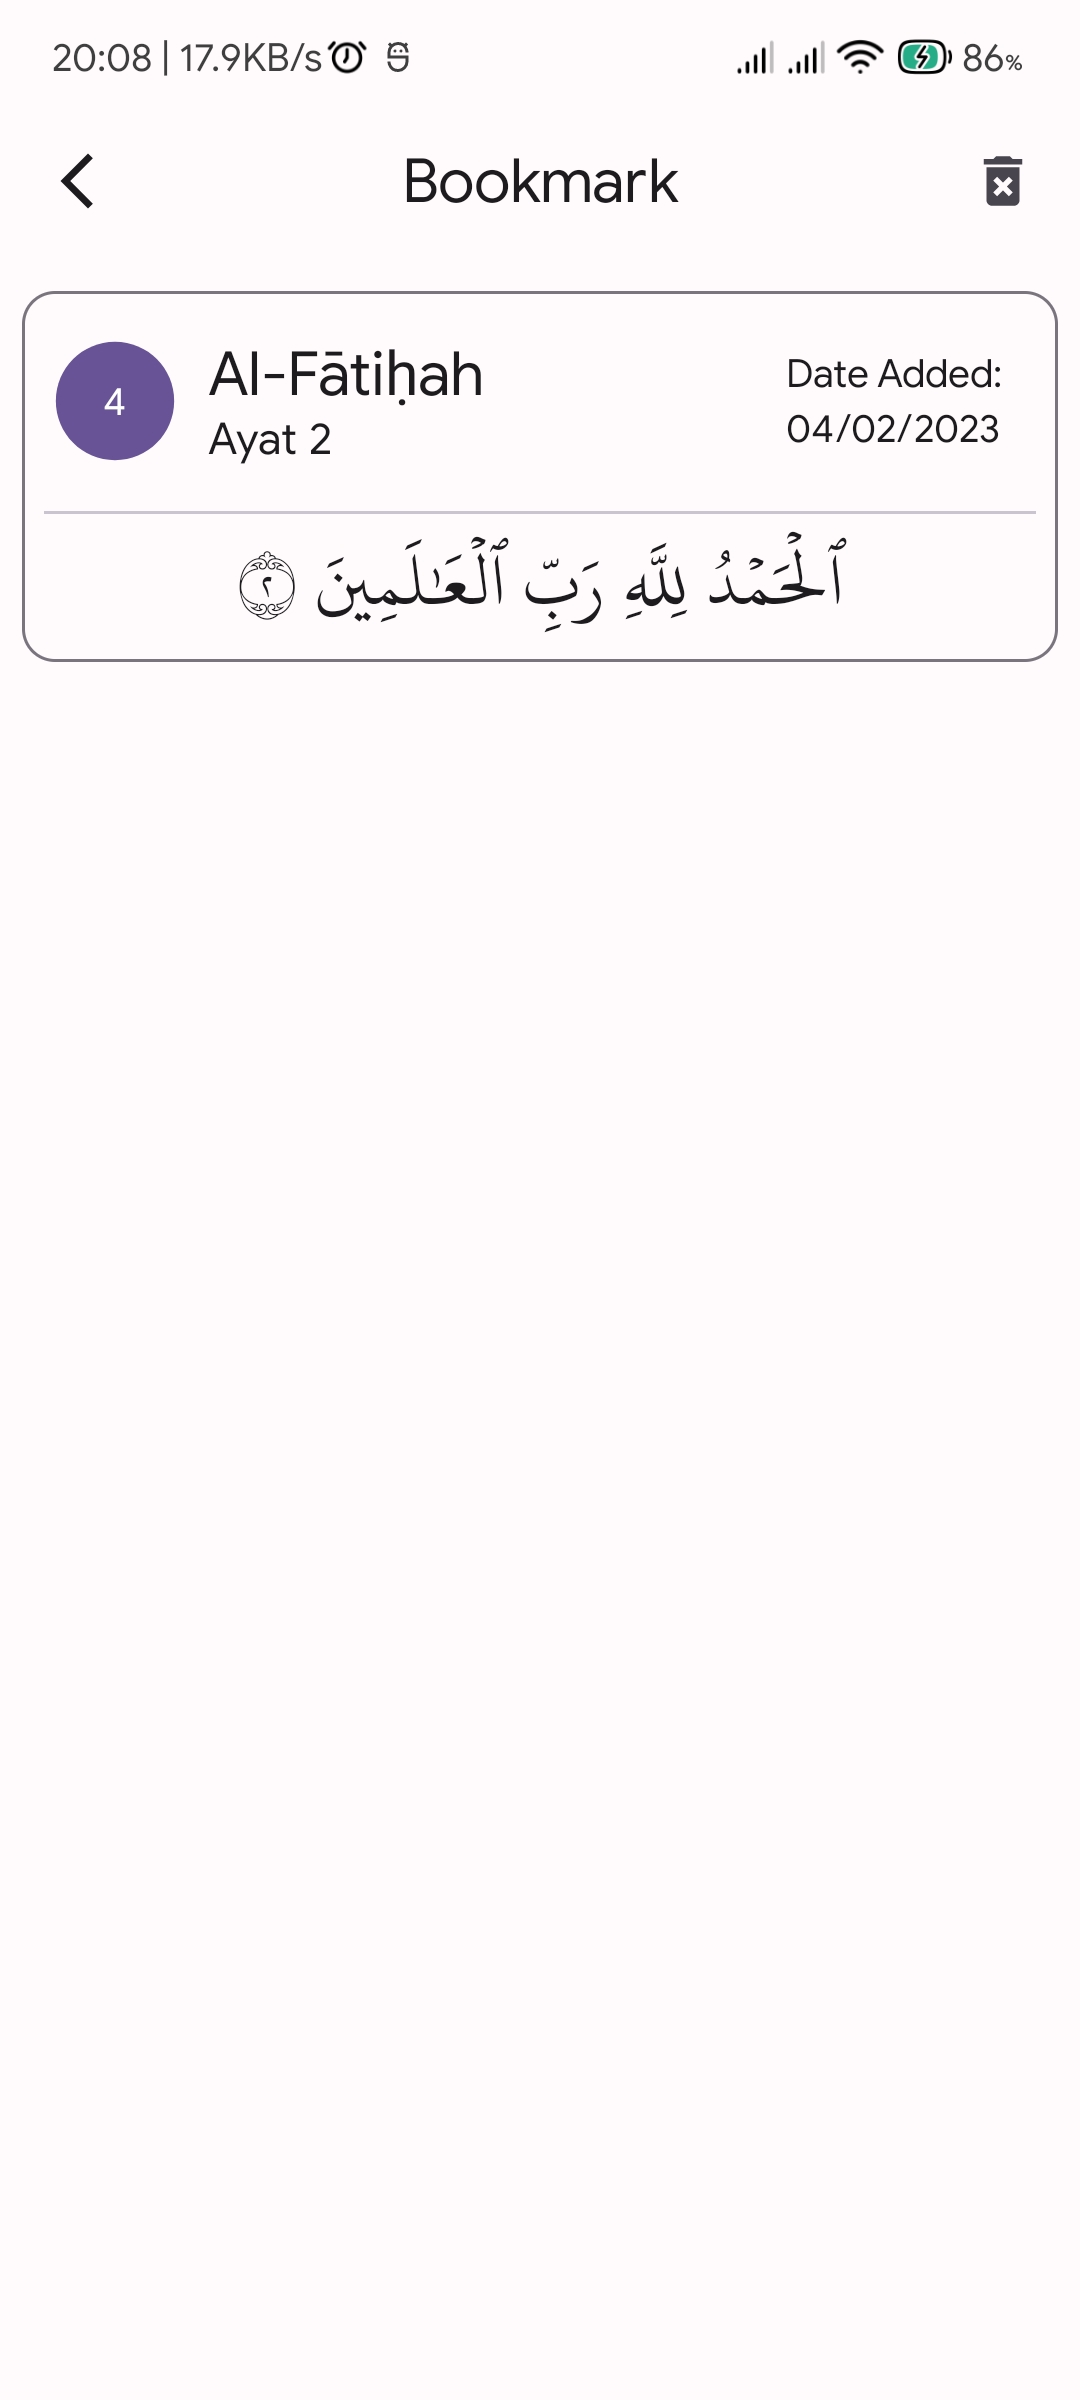 20:08 | 17.9KB/s 86%
Bookmark
4
Al-Fātiḥah
Ayat 2
Date Added:
04/02/2023
ٱلْحَمْدُ لِلَّهِ رَبِّ ٱلْعَـٰلَمِينَ ٢